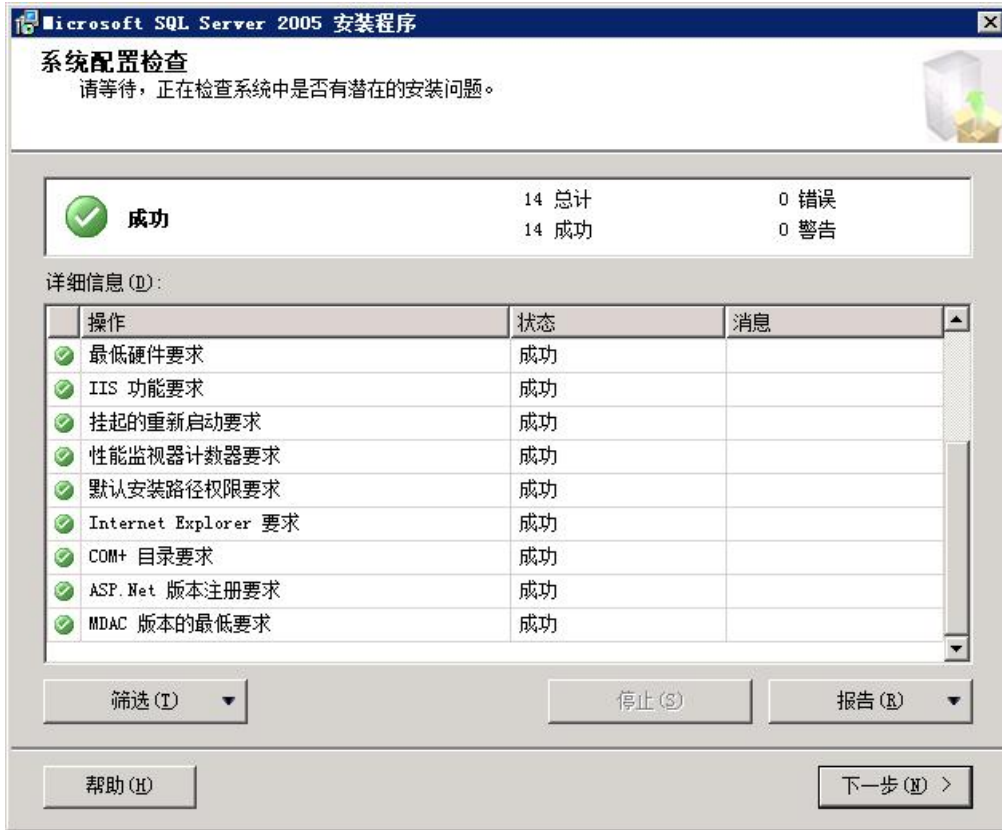 Microsoft SQL Server 2005 安装程序
系统配置检查
请等待，正在检查系统中是否有潜在的安装问题。
成功
14 总计
0 错误
14 成功
0 警告
详细信息(D):
操作 状态 消息
最低硬件要求 成功
IIS 功能要求 成功
挂起的重新启动要求 成功
性能监视器计数器要求 成功
默认安装路径权限要求 成功
Internet Explorer 要求 成功
COM+ 目录要求 成功
ASP.Net 版本注册要求 成功
MDAC 版本的最低要求 成功
筛选(T) 停止(S) 报告(R)
帮助(H) 下一步(N) >